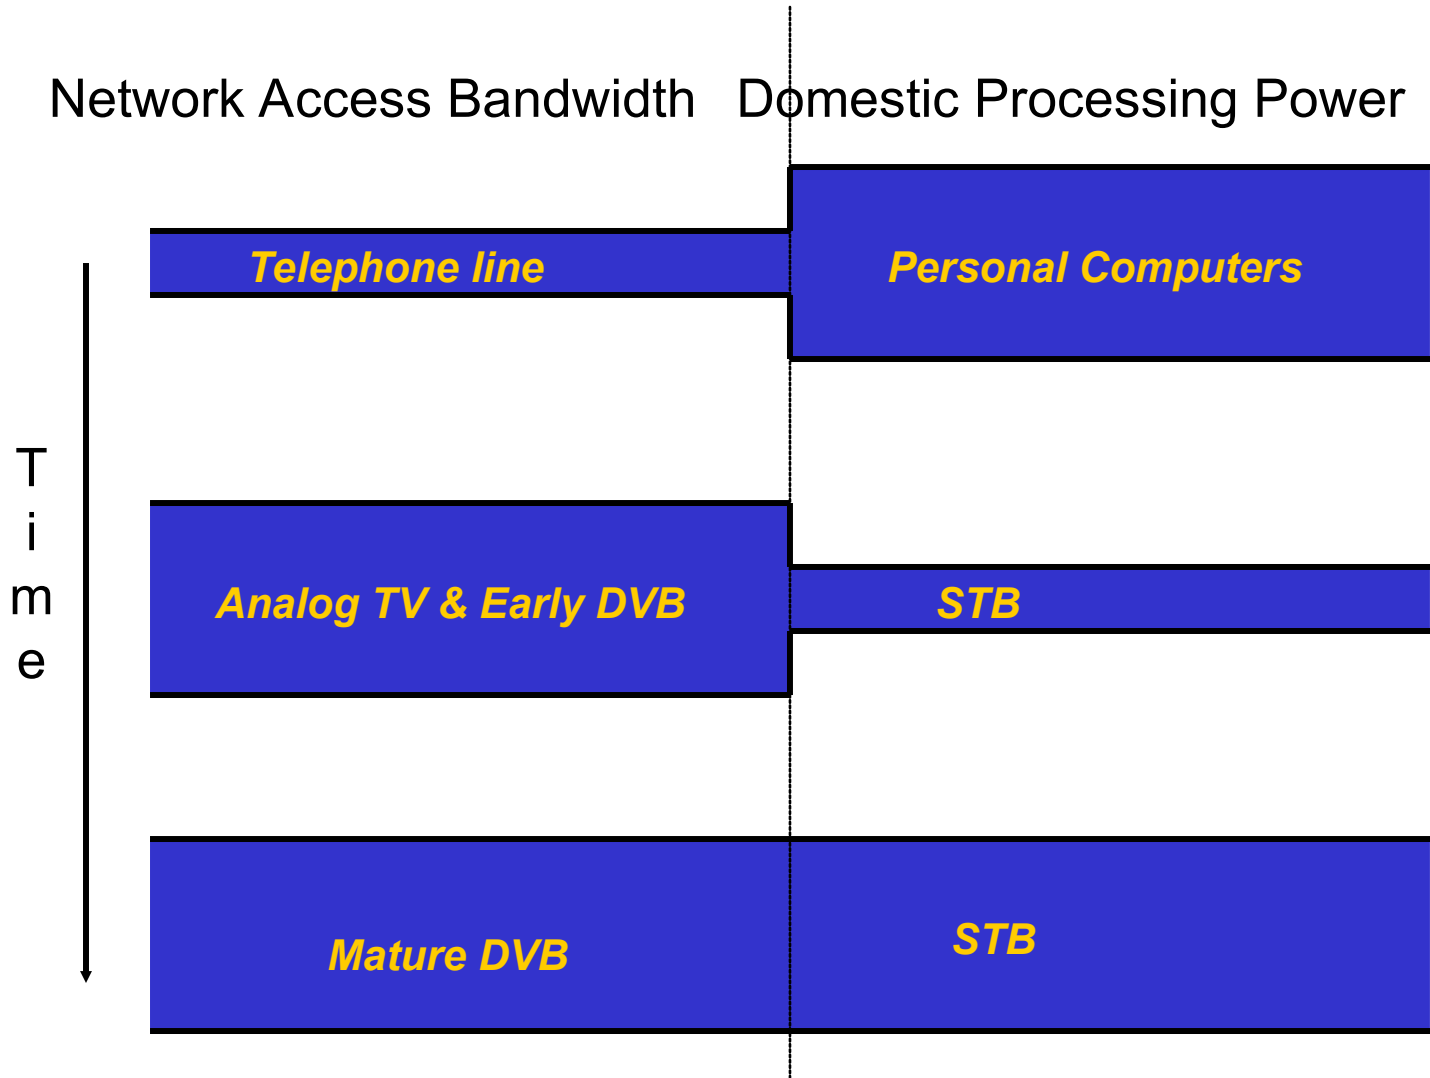 Network Access Bandwidth
Domestic Processing Power
Telephone line
Personal Computers
T
i
m
e
Analog TV & Early DVB
STB
Mature DVB
STB